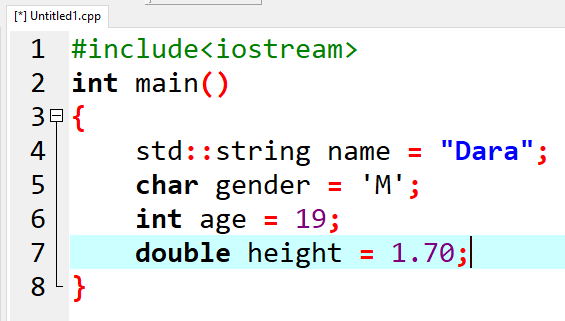 [*] Untitled1.cpp
1 #include<iostream>
2 int main()
3 {
4 std::string name = "Dara";
5 char gender = 'M';
6 int age = 19;
7 double height = 1.70;
8 }